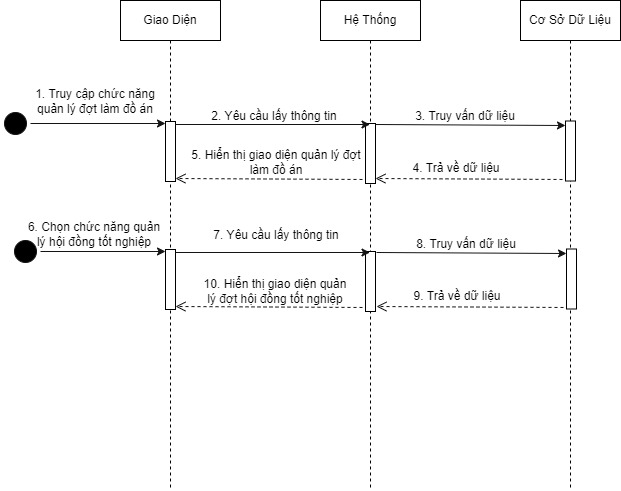 Giao Diện
Hệ Thống
Cơ Sở Dữ Liệu
1. Truy cập chức năng
quản lý đợt làm đồ án
2. Yêu cầu lấy thông tin
3. Truy vấn dữ liệu
5. Hiển thị giao diện quản lý đợt
làm đồ án
4. Trả về dữ liệu
6. Chọn chức năng quản
lý hội đồng tốt nghiệp
7. Yêu cầu lấy thông tin
8. Truy vấn dữ liệu
10. Hiển thị giao diện quản
lý đợt hội đồng tốt nghiệp
9. Trả về dữ liệu